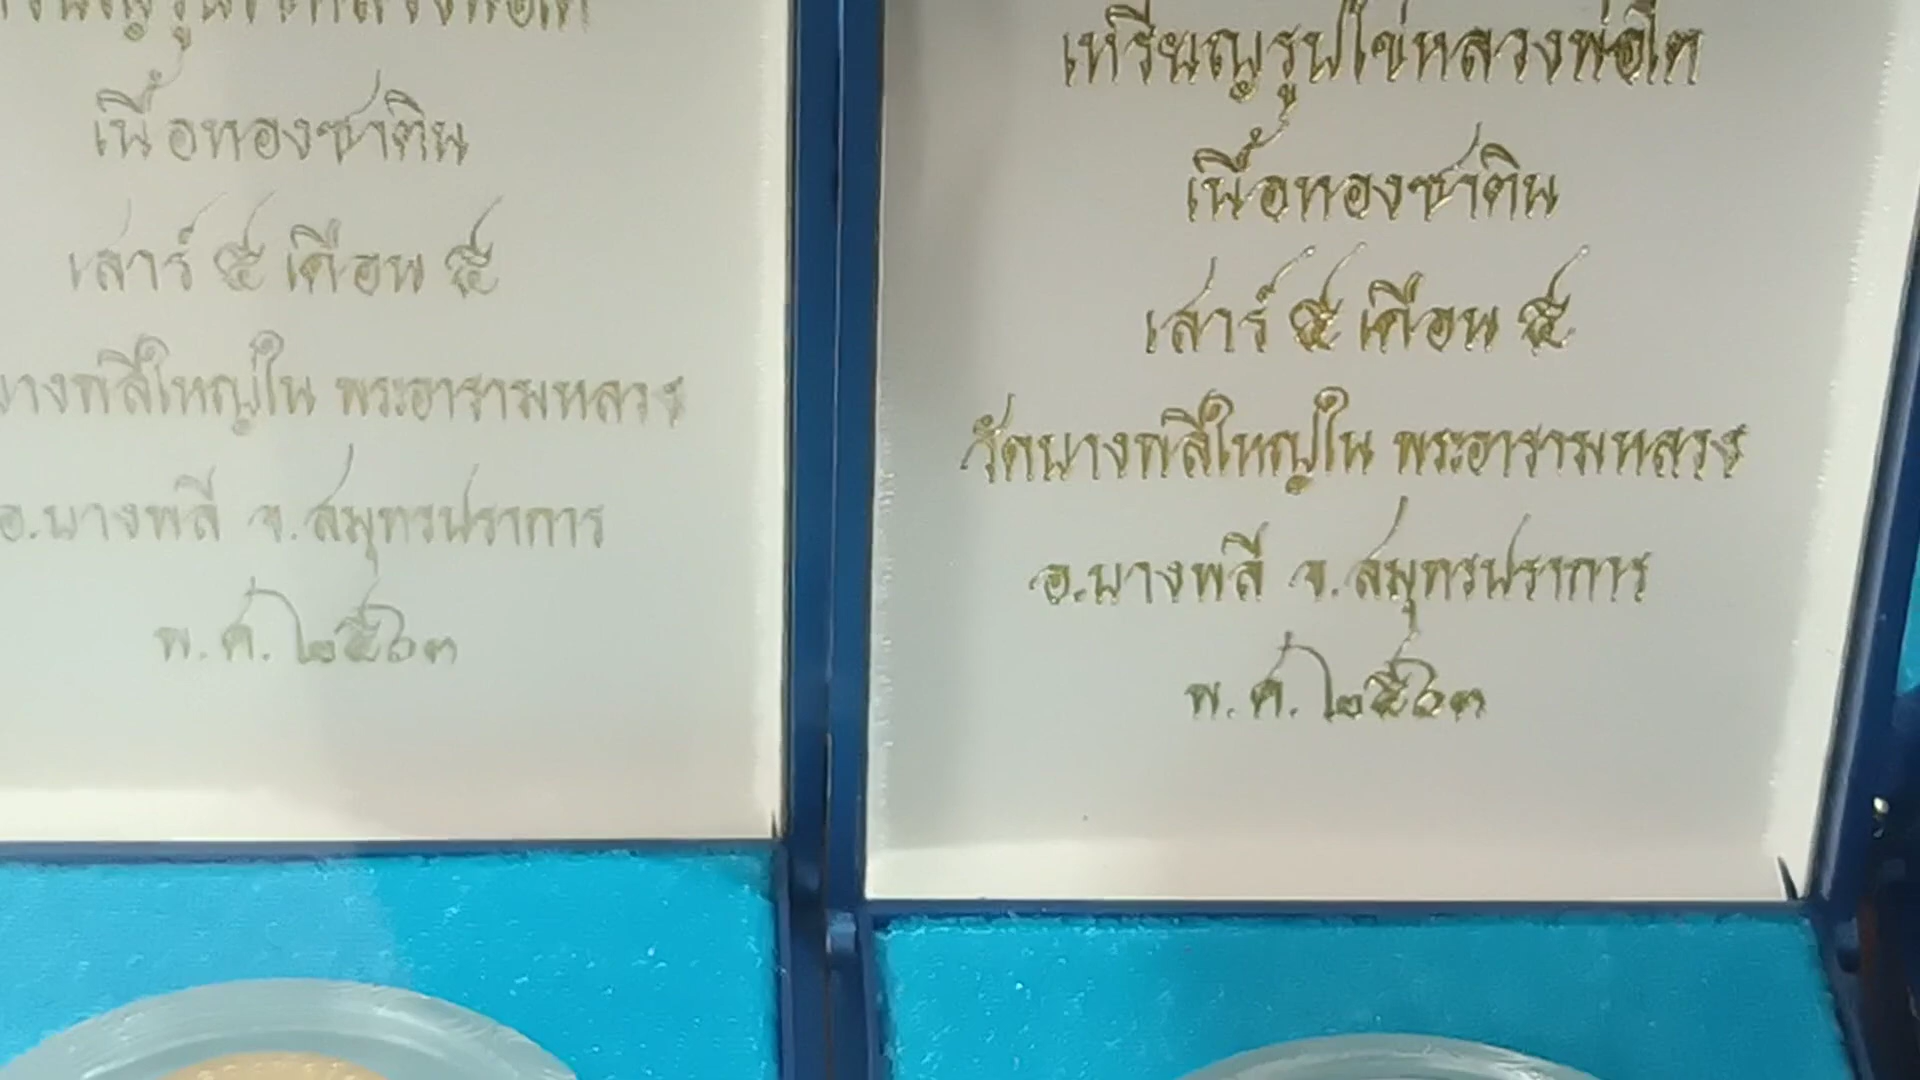 เนื้อทองซาติน
เสาร์ ๕ เดือน ๕
บางพลีใหญ่ใน พระอารามหลวง
อ.บางพลี จ.สมุทรปราการ
พ.ศ.๒๕๖๓
เหรียญรูปไข่หลวงพ่อโต
เนื้อทองซาติน
เสาร์ ๕ เดือน ๕
วัดบางพลีใหญ่ใน พระอารามหลวง
อ.บางพลี จ.สมุทรปราการ
พ.ศ.๒๕๖๓